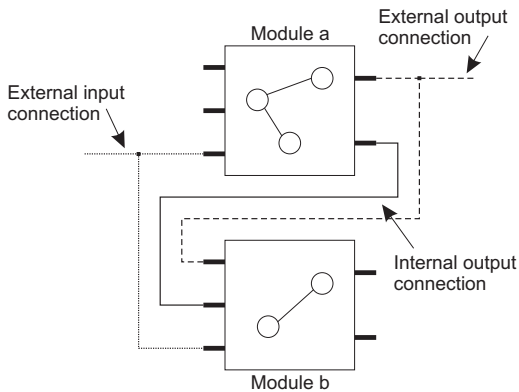 External output
connection
Module a
External input
connection
Internal output
connection
Module b